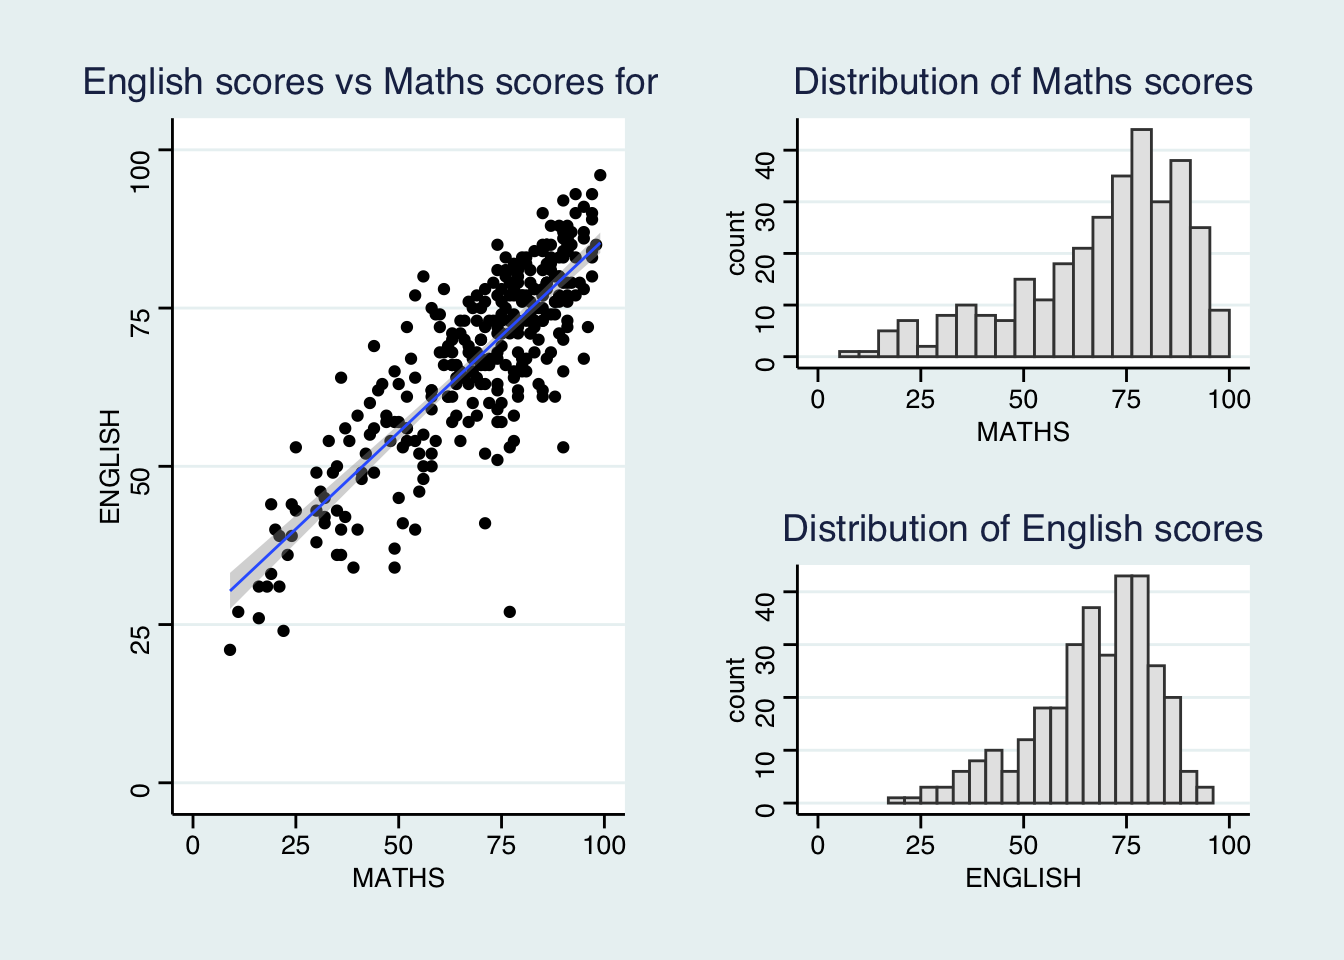 English scores vs Maths scores for
ENGLISH
100
75
50
25
0
0 25 50 75 100
MATHS
Distribution of Maths scores
count
40
30
20
10
0
0 25 50 75 100
MATHS
Distribution of English scores
count
40
30
20
10
0
0 25 50 75 100
ENGLISH